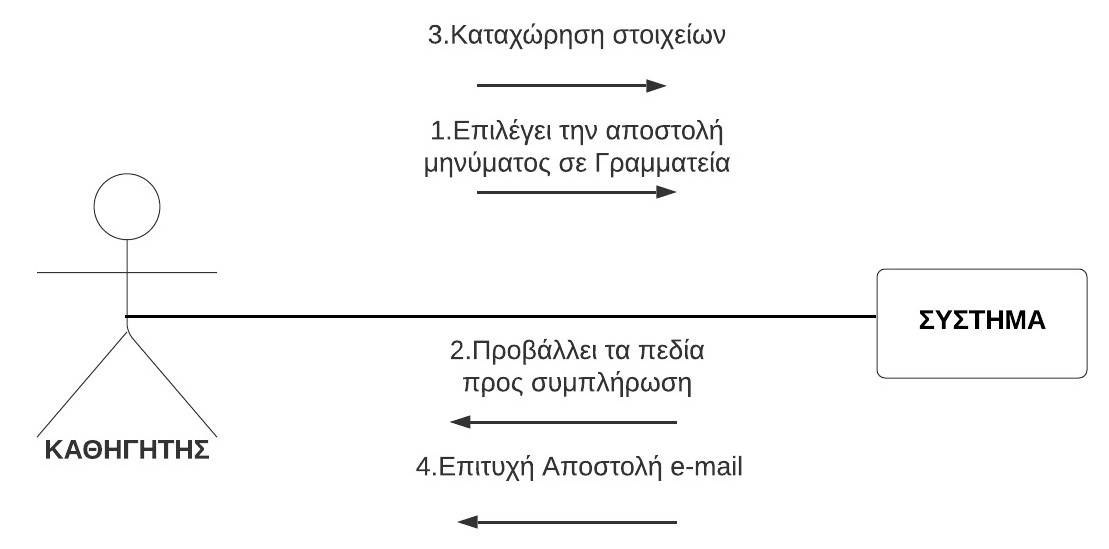 3.Καταχώρηση στοιχείων
1.Επιλέγει την αποστολή
μηνύματος σε Γραμματεία
ΣΥΣΤΗΜΑ
2.Προβάλλει τα πεδία
προς συμπλήρωση
ΚΑΘΗΓΗΤΗΣ
4.Επιτυχή Αποστολή e-mail